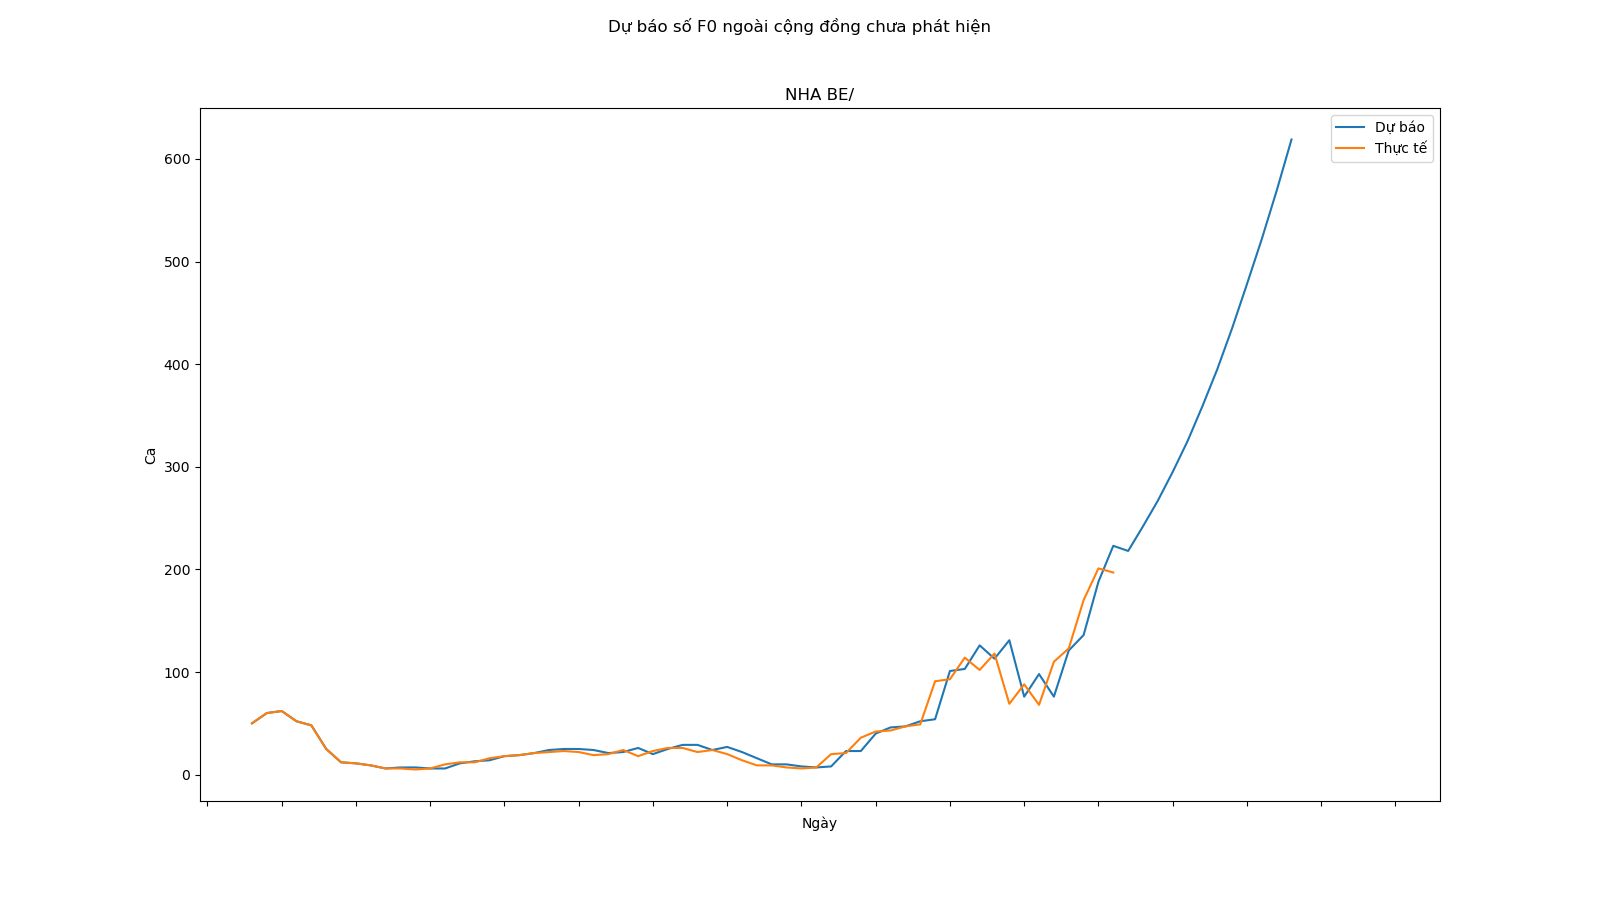 Dự báo số F0 ngoài cộng đồng chưa phát hiện
NHA BE/
Dự báo
Thực tế
600
500
400
300
200
100
0
Ca
Ngày